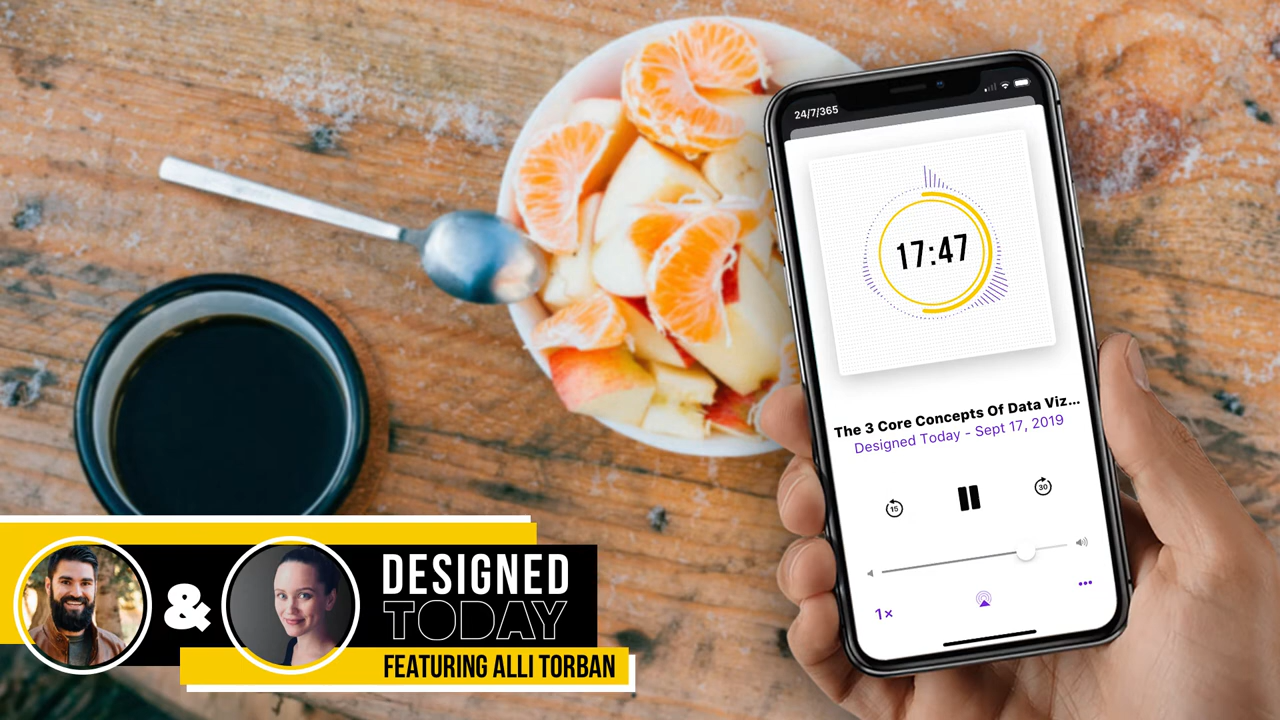 24/7/365
17:47
The 3 Core Concepts Of Data Viz...
Designed Today - Sept 17, 2019
15
30
1×
&
DESIGNED
TODAY
FEATURING ALLI TORBAN